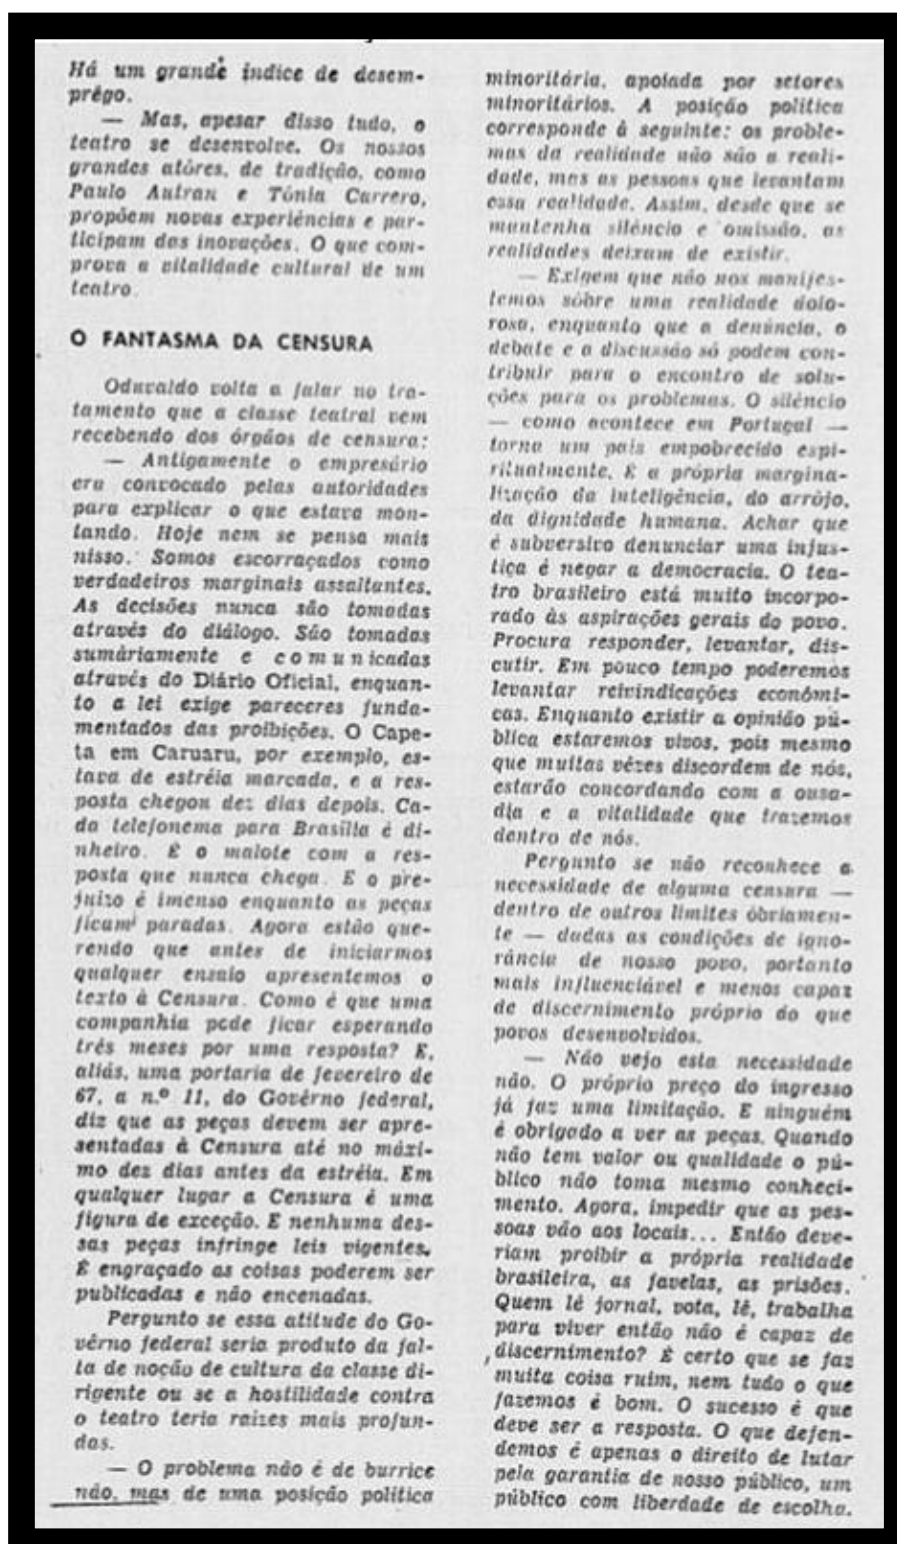 Há um grande índice de desem-
prêgo.
— Mas, apesar disso tudo, o
teatro se desenvolve. Os nossos
grandes atôres, de tradição, como
Paulo Autran e Tônia Carrero,
propõem novas experiências e par-
ticipam das inovações. O que com-
prova a vitalidade cultural de um
teatro.
O FANTASMA DA CENSURA
Oduvaldo volta a falar no tra-
tamento que a classe teatral vem
recebendo dos órgãos de censura:
— Antigamente o empresário
era convocado pelas autoridades
para explicar o que estava mon-
tando. Hoje nem se pensa mais
nisso. Somos escorraçados como
verdadeiros marginais assaltantes.
As decisões nunca são tomadas
através do diálogo. São tomadas
sumàriamente e comunicadas
através do Diário Oficial, enquan-
to a lei exige pareceres funda-
mentados das proibições. O Cape-
ta em Caruaru, por exemplo, es-
tava de estréia marcada, e a res-
posta chegou dez dias depois. Ca-
da telefonema para Brasília é di-
nheiro. E o malote com a res-
posta que nunca chega. E o pre-
juízo é imenso enquanto as peças
ficam paradas. Agora estão que-
rendo que antes de iniciarmos
qualquer ensaio apresentemos o
texto à Censura. Como é que uma
companhia pode ficar esperando
três meses por uma resposta? E,
aliás, uma portaria de fevereiro de
67, a n.º 11, do Govêrno federal,
diz que as peças devem ser apre-
sentadas à Censura até no máxi-
mo dez dias antes da estréia. Em
qualquer lugar a Censura é uma
figura de exceção. E nenhuma des-
sas peças infringe leis vigentes.
É engraçado as coisas poderem ser
publicadas e não encenadas.
Pergunto se essa atitude do Go-
vêrno federal seria produto da fal-
ta de noção de cultura da classe di-
rigente ou se a hostilidade contra
o teatro teria raízes mais profun-
das.
— O problema não é de burrice
não, mas de uma posição política
minoritária, apoiada por setores
minoritários. A posição política
corresponde à seguinte: os proble-
mas da realidade não são a reali-
dade, mas as pessoas que levantam
essa realidade. Assim, desde que se
mantenha silêncio e omissão, as
realidades deixam de existir.
— Exigem que não nos manifes-
temos sôbre uma realidade dolo-
rosa, enquanto que a denúncia, o
debate e a discussão só podem con-
tribuir para o encontro de solu-
ções para os problemas. O silêncio
— como acontece em Portugal —
torna um país empobrecido espi-
ritualmente. É a própria margina-
lização da inteligência, do arrôjo,
da dignidade humana. Achar que
é subversivo denunciar uma injus-
tiça é negar a democracia. O tea-
tro brasileiro está muito incorpo-
rado às aspirações gerais do povo.
Procura responder, levantar, dis-
cutir. Em pouco tempo poderemos
levantar reivindicações econômi-
cas. Enquanto existir a opinião pú-
blica estaremos vivos, pois mesmo
que muitas vêzes discordem de nós,
estarão concordando com a ousa-
dia e a vitalidade que trazemos
dentro de nós.
Pergunto se não reconhece a
necessidade de alguma censura —
dentro de outros limites òbviamen-
te — dadas as condições de igno-
rância de nosso povo, portanto
mais influenciável e menos capaz
de discernimento próprio do que
povos desenvolvidos.
— Não vejo esta necessidade
não. O próprio preço do ingresso
já faz uma limitação. E ninguém
é obrigado a ver as peças. Quando
não tem valor ou qualidade o pú-
blico não toma mesmo conheci-
mento. Agora, impedir que as pes-
soas vão aos locais... Então deve-
riam proibir a própria realidade
brasileira, as favelas, as prisões.
Quem lê jornal, vota, lê, trabalha
para viver então não é capaz de
discernimento? É certo que se faz
muita coisa ruim, nem tudo o que
fazemos é bom. O sucesso é que
deve ser a resposta. O que defen-
demos é apenas o direito de lutar
pela garantia de nosso público, um
público com liberdade de escolha.